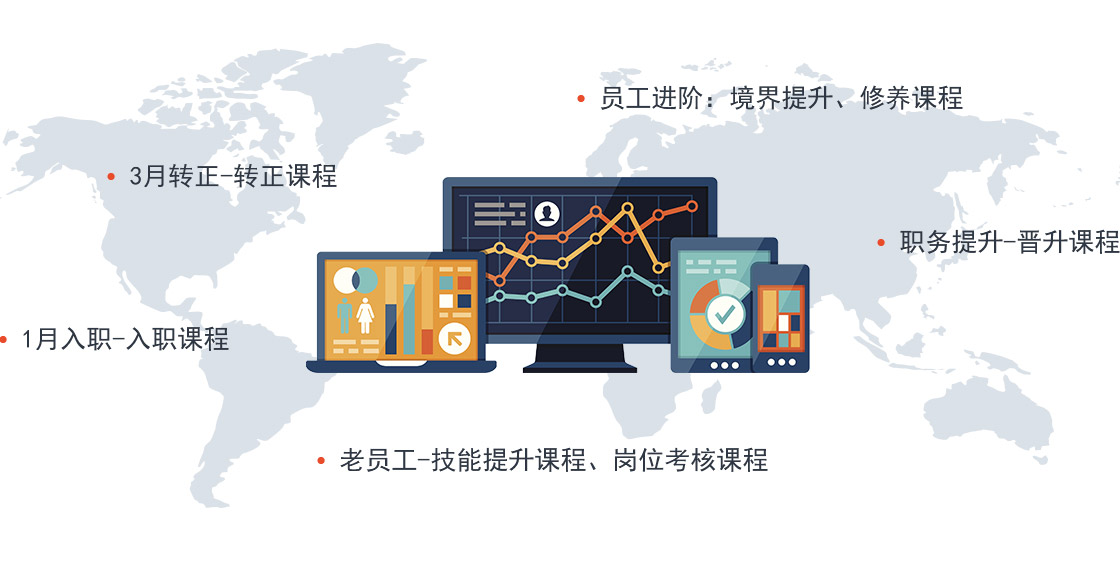 员工进阶：境界提升、修养课程
3月转正-转正课程
职务提升-晋升课程
1月入职-入职课程
老员工-技能提升课程、岗位考核课程